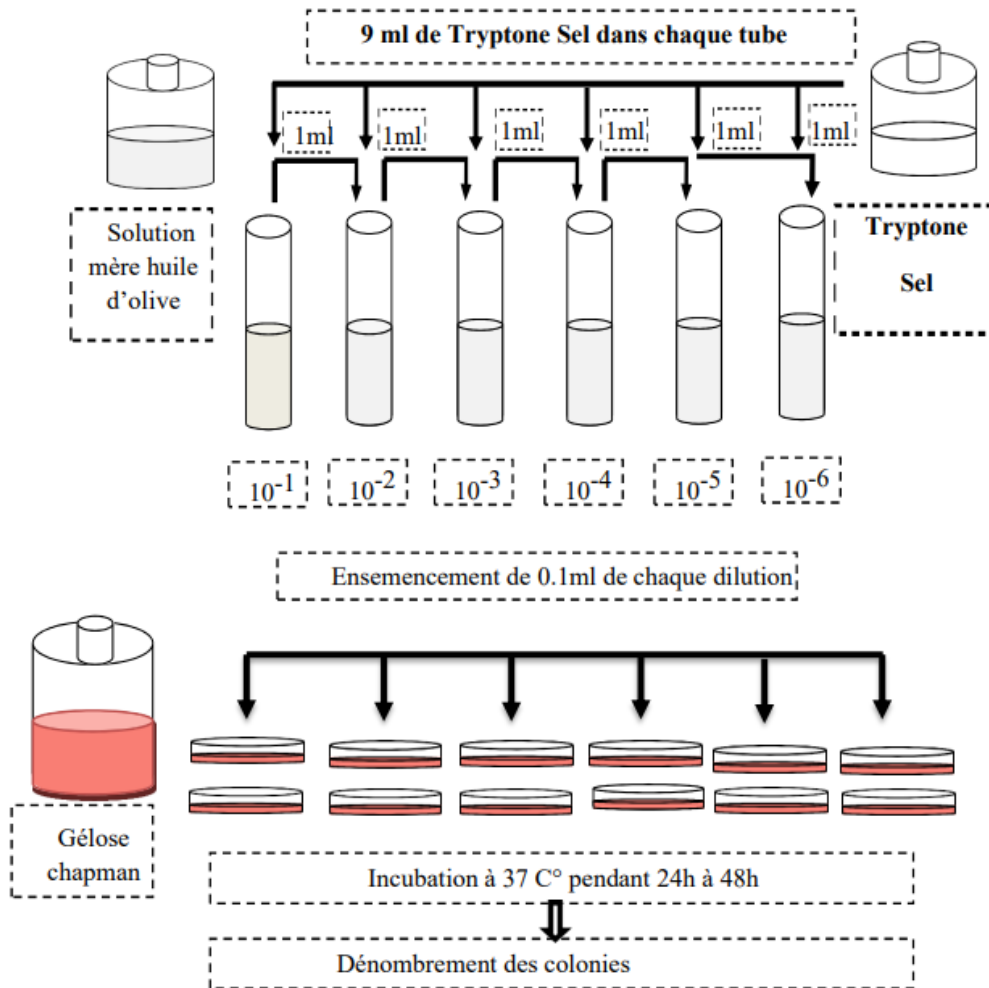 9 ml de Tryptone Sel dans chaque tube
1ml
1ml
1ml
1ml
1ml
1ml
Solution
mère huile
d’olive
Tryptone
Sel
10-1
10-2
10-3
10-4
10-5
10-6
Ensemencement de 0.1ml de chaque dilution
Gélose
chapman
Incubation à 37 C° pendant 24h à 48h
Dénombrement des colonies